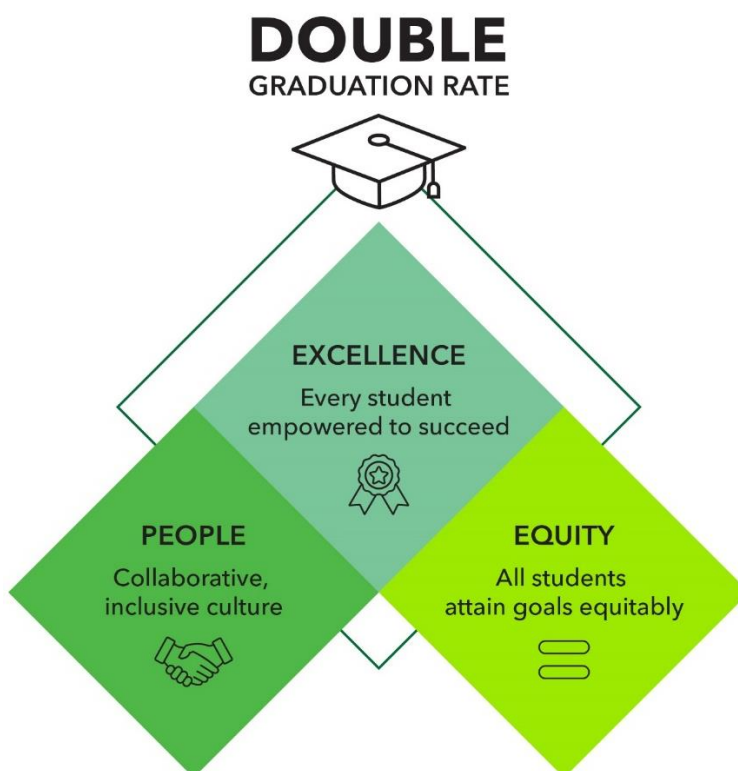 DOUBLE
GRADUATION RATE
EXCELLENCE
Every student
empowered to succeed
PEOPLE
Collaborative,
inclusive culture
EQUITY
All students
attain goals equitably